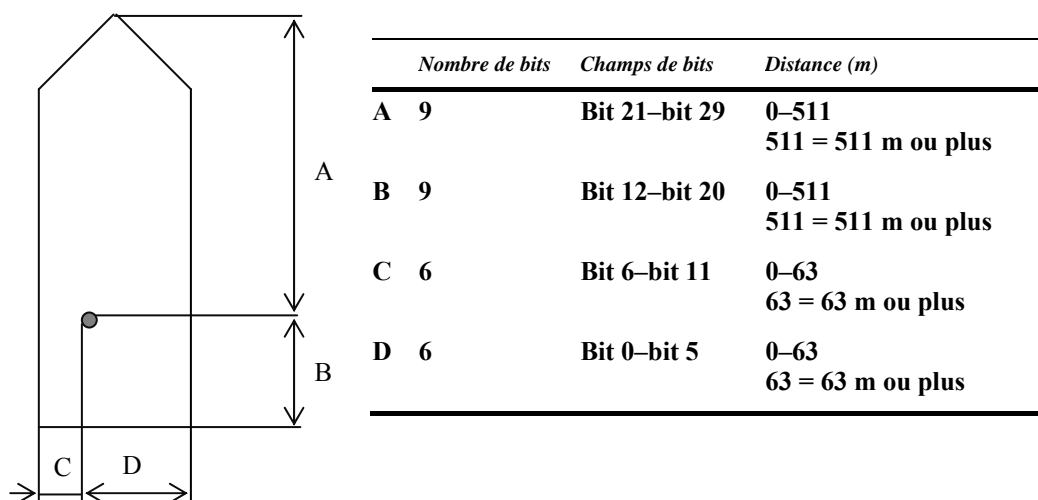 A
B
C D
Nombre de bits Champs de bits Distance (m)
A 9 Bit 21–bit 29 0–511
511 = 511 m ou plus
B 9 Bit 12–bit 20 0–511
511 = 511 m ou plus
C 6 Bit 6–bit 11 0–63
63 = 63 m ou plus
D 6 Bit 0–bit 5 0–63
63 = 63 m ou plus